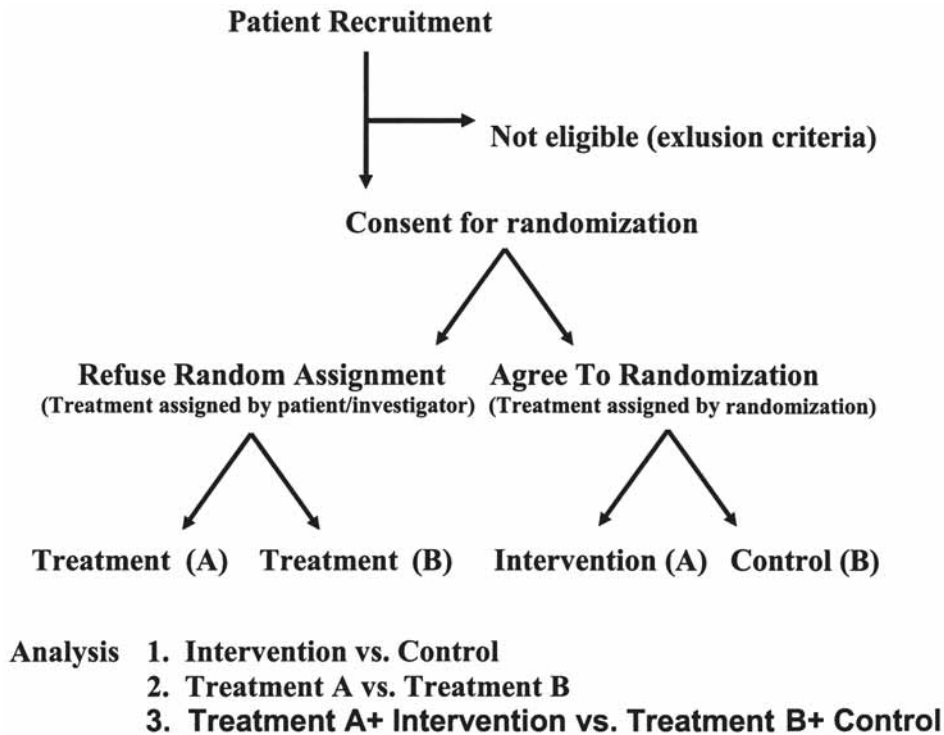 Patient Recruitment
Not eligible (exlusion criteria)
Consent for randomization
Refuse Random Assignment Agree To Randomization
(Treatment assigned by patient/investigator) (Treatment assigned by randomization)
Treatment (A) Treatment (B) Intervention (A) Control (B)
Analysis 1. Intervention vs. Control
2. Treatment A vs. Treatment B
3. Treatment A+ Intervention vs. Treatment B+ Control